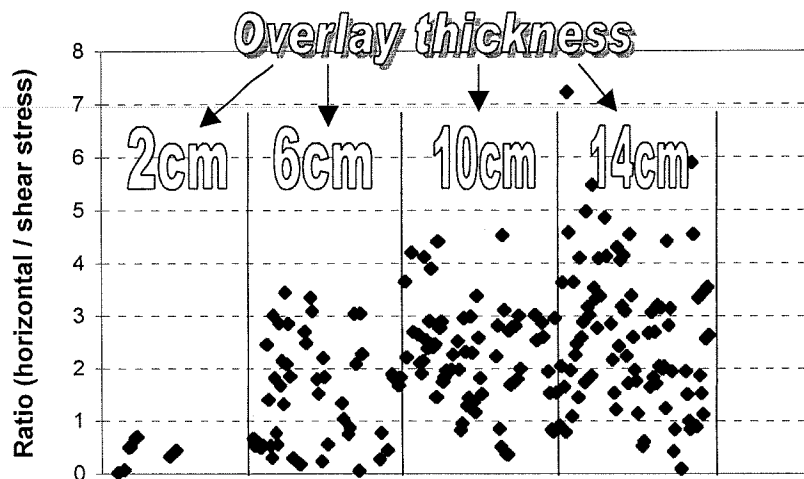 Overlay thickness
8
7
6
5
4
3
2
1
0
Ratio (horizontal / shear stress)
2cm
6cm
10cm
14cm